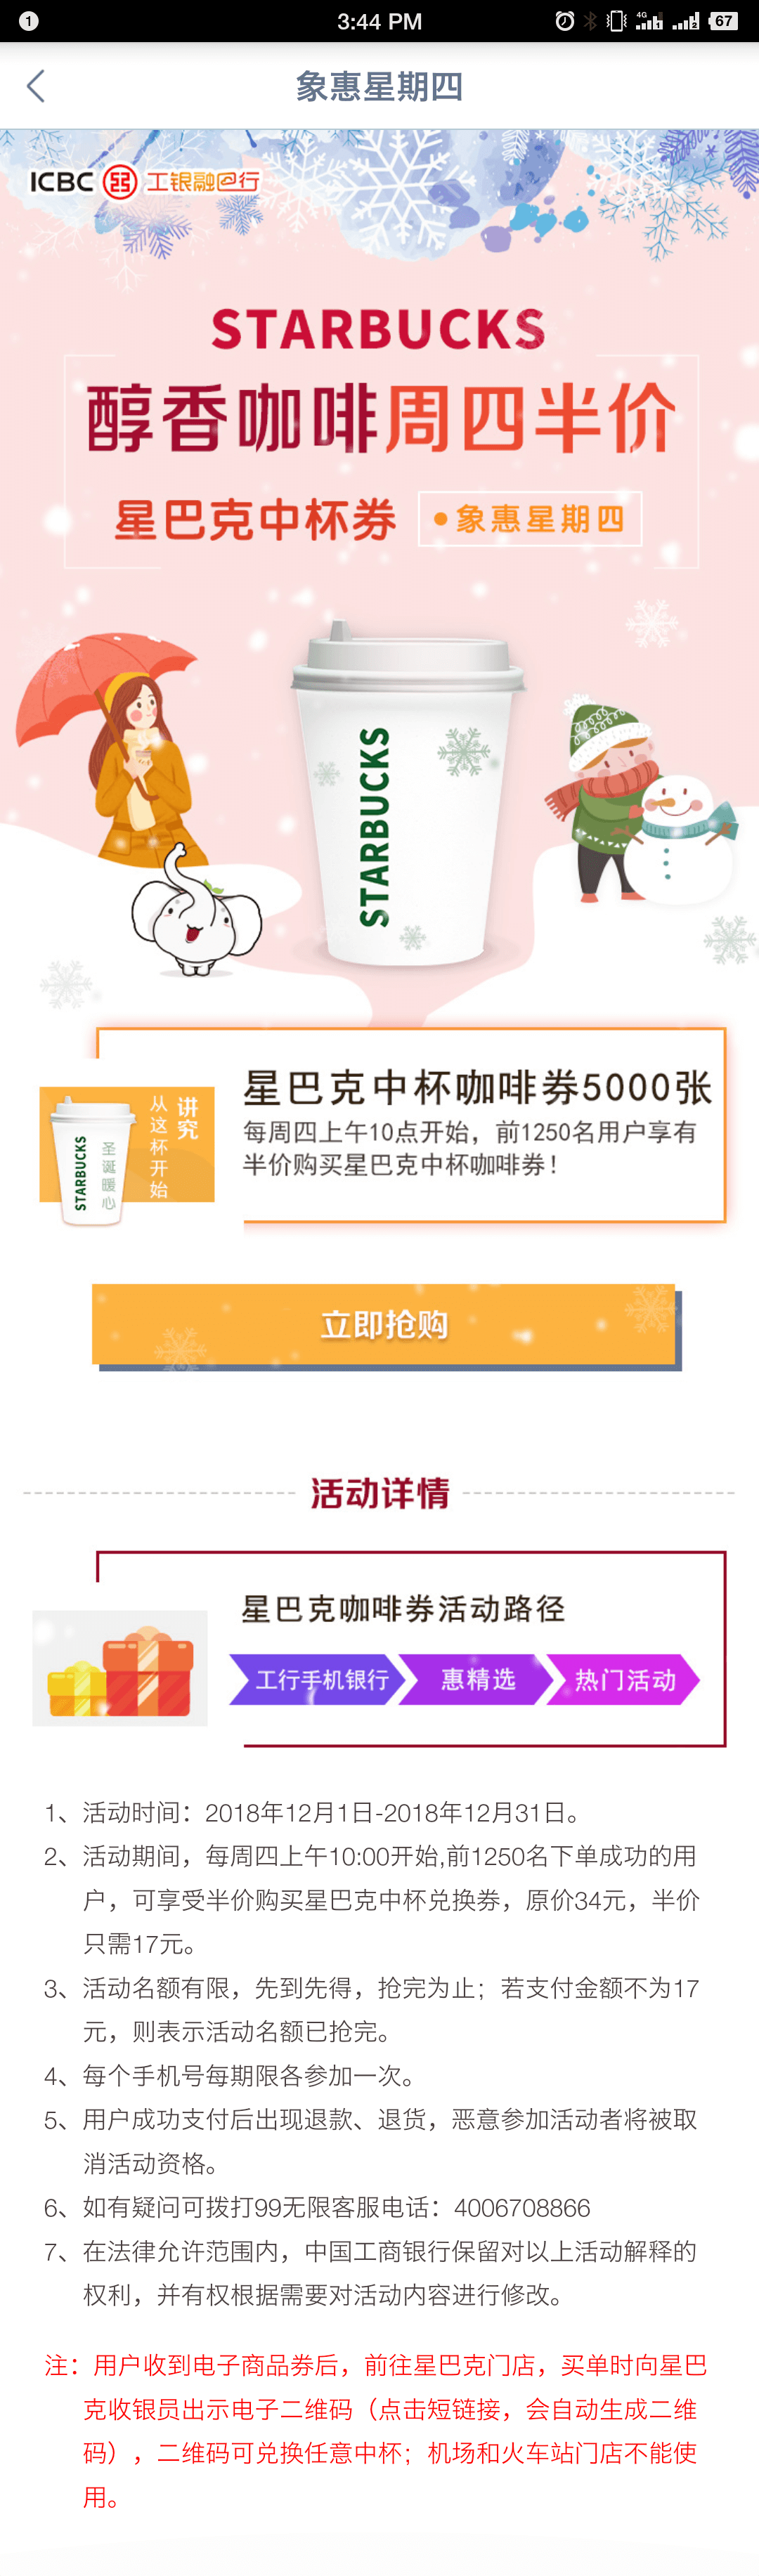 1
3:44 PM
4G
1
2
67
象惠星期四
ICBC 工银融e行
STARBUCKS
醇香咖啡周四半价
星巴克中杯券
象惠星期四
STARBUCKS
讲究
从这杯开始
STARBUCKS
圣诞暖心
星巴克中杯咖啡券5000张
每周四上午10点开始，前1250名用户享有
半价购买星巴克中杯咖啡券！
立即抢购
活动详情
星巴克咖啡券活动路径
工行手机银行
惠精选
热门活动
1、活动时间：2018年12月1日-2018年12月31日。
2、活动期间，每周四上午10:00开始,前1250名下单成功的用
户，可享受半价购买星巴克中杯兑换券，原价34元，半价
只需17元。
3、活动名额有限，先到先得，抢完为止；若支付金额不为17
元，则表示活动名额已抢完。
4、每个手机号每期限各参加一次。
5、用户成功支付后出现退款、退货，恶意参加活动者将被取
消活动资格。
6、如有疑问可拨打99无限客服电话：4006708866
7、在法律允许范围内，中国工商银行保留对以上活动解释的
权利，并有权根据需要对活动内容进行修改。
注：用户收到电子商品券后，前往星巴克门店，买单时向星巴
克收银员出示电子二维码（点击短链接，会自动生成二维
码），二维码可兑换任意中杯；机场和火车站门店不能使
用。